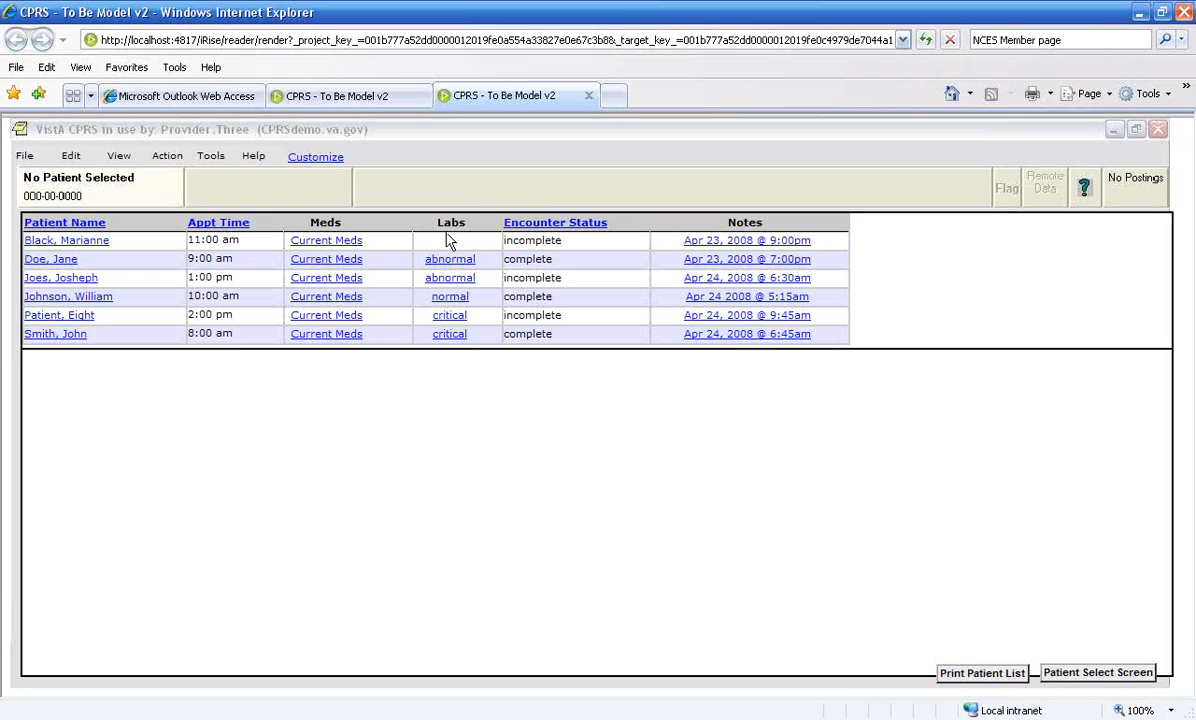 CPRS - To Be Model v2 - Windows Internet Explorer
http://localhost:4817/iRise/reader/render?_project_key_=001b777a52dd0000012019fe0a554a33827e0e67c3b8&_target_key_=001b777a52dd0000012019fe0c4979de7044a1
NCES Member page
File Edit View Favorites Tools Help
Microsoft Outlook Web Access CPRS - To Be Model v2 CPRS - To Be Model v2 Page Tools
VistA CPRS in use by: Provider,Three (CPRSdemo.va.gov)
File Edit View Action Tools Help Customize
No Patient Selected
000-00-0000
Flag
Remote
Data
?
No Postings
Patient Name Appt Time Meds Labs Encounter Status Notes
Black, Marianne 11:00 am Current Meds incomplete Apr 23, 2008 @ 9:00pm
Doe, Jane 9:00 am Current Meds abnormal complete Apr 23, 2008 @ 7:00pm
Joes, Josheph 1:00 pm Current Meds abnormal incomplete Apr 24, 2008 @ 6:30am
Johnson, William 10:00 am Current Meds normal complete Apr 24 2008 @ 5:15am
Patient, Eight 2:00 pm Current Meds critical incomplete Apr 24, 2008 @ 9:45am
Smith, John 8:00 am Current Meds critical complete Apr 24, 2008 @ 6:45am
Print Patient List Patient Select Screen
Local intranet 100%